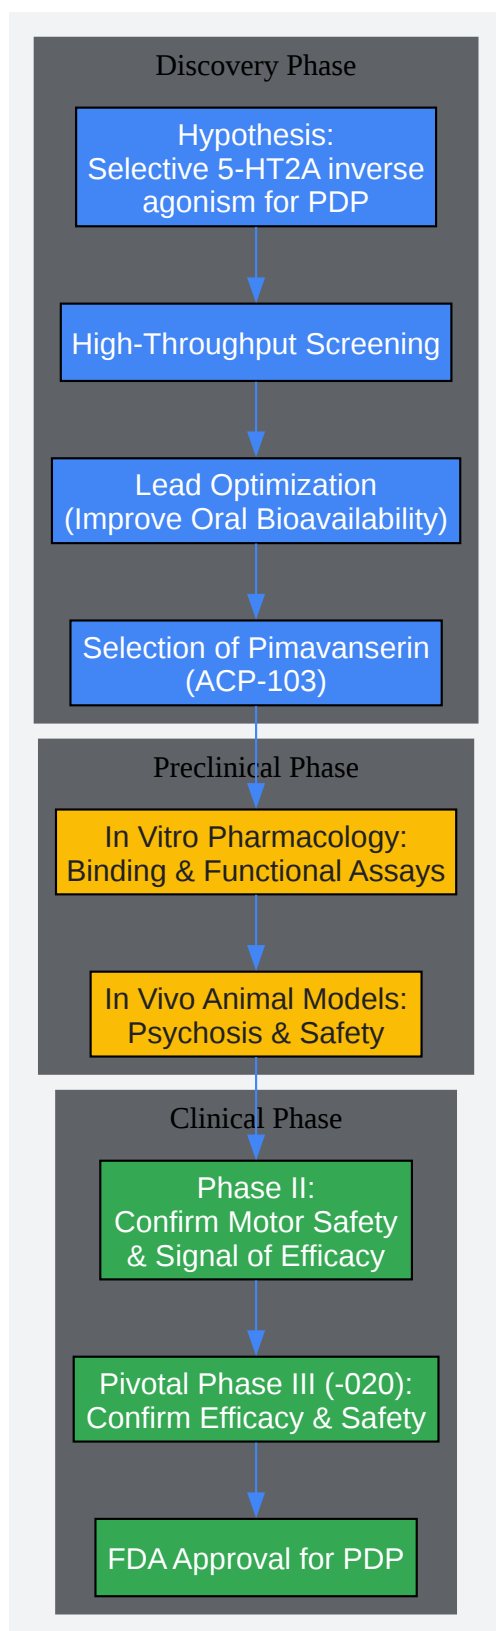 Discovery Phase
Hypothesis:
Selective 5-HT2A inverse
agonism for PDP
High-Throughput Screening
Lead Optimization
(Improve Oral Bioavailability)
Selection of Pimavanserin
(ACP-103)
Preclinical Phase
In Vitro Pharmacology:
Binding & Functional Assays
In Vivo Animal Models:
Psychosis & Safety
Clinical Phase
Phase II:
Confirm Motor Safety
& Signal of Efficacy
Pivotal Phase III (-020):
Confirm Efficacy & Safety
FDA Approval for PDP